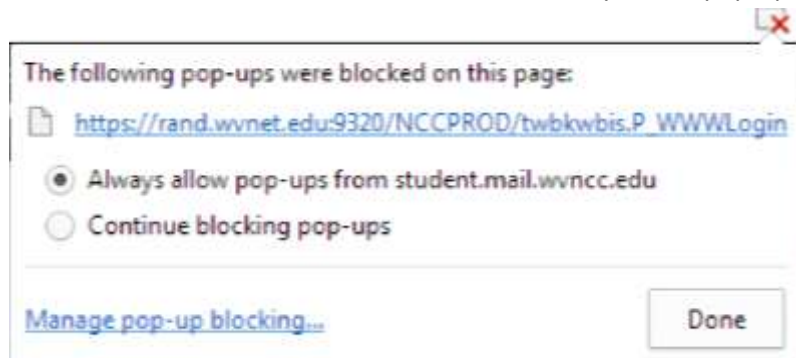 The following pop-ups were blocked on this page:
https://rand.wvnet.edu:9320/NCCPROD/twbkwbis.P_WWWLogin
Always allow pop-ups from student.mail.wvncc.edu
Continue blocking pop-ups
Manage pop-up blocking...
Done